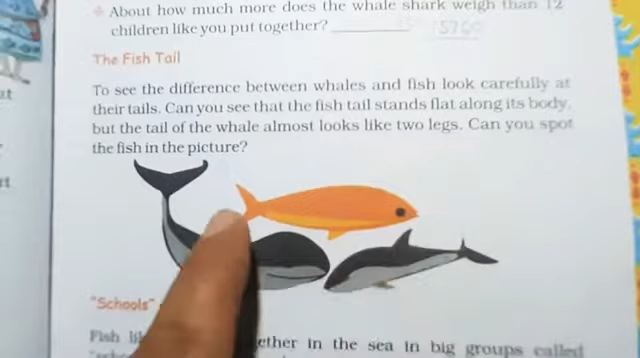 About how much more does the whale shark weigh than 12
children like you put together?
The Fish Tail
To see the difference between whales and fish look carefully at
their tails. Can you see that the fish tail stands flat along its body,
but the tail of the whale almost looks like two legs. Can you spot
the fish in the picture?
"Schools"
Fish
ether in the sea in big groups called